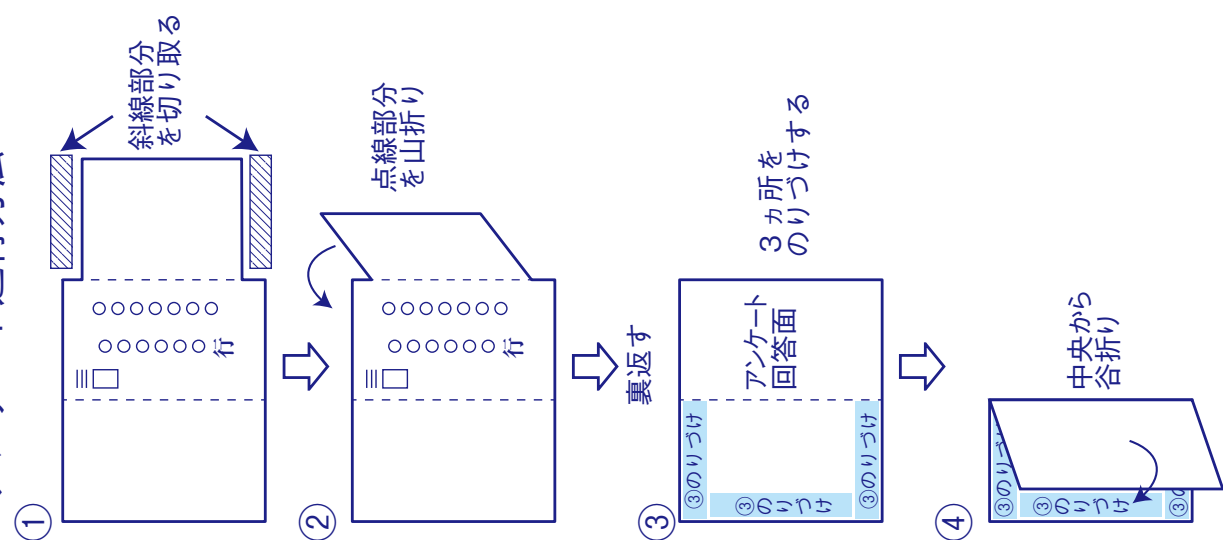 ①
斜線部分
を切り取る
○○○○○○○
○○○○○○行
②
点線部分
を山折り
○○○○○○○
○○○○○○行
裏返す
③
3ヵ所を
のりづけする
アンケート
回答面
③のりづけ
③
のりづけ
③のりづけ
④
中央から
谷折り
③のりづ
③
のりづけ
③の